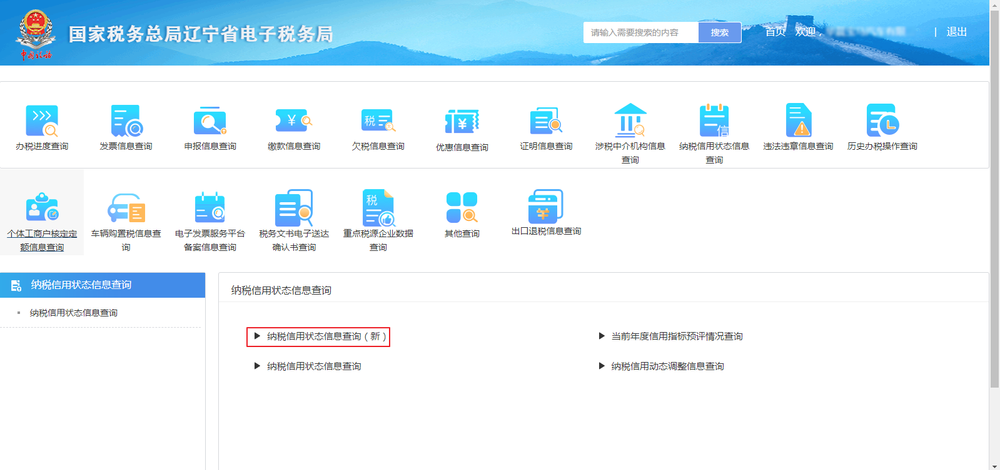 国家税务总局辽宁省电子税务局
请输入需要搜索的内容
搜索
首页 欢迎,
| 退出
中国税务
办税进度查询
发票信息查询
申报信息查询
缴款信息查询
税
欠税信息查询
优惠信息查询
证明信息查询
涉税中介机构信息
查询
信
纳税信用状态信息
查询
违法违章信息查询
历史办税操作查询
个体工商户核定定
额信息查询
车辆购置税信息查
询
电子发票服务平台
备案信息查询
税务文书电子送达
确认书查询
税
重点税源企业数据
查询
其他查询
出口退税信息查询
纳税信用状态信息查询
纳税信用状态信息查询
纳税信用状态信息查询
纳税信用状态信息查询（新）
当前年度信用指标预评情况查询
纳税信用状态信息查询
纳税信用动态调整信息查询